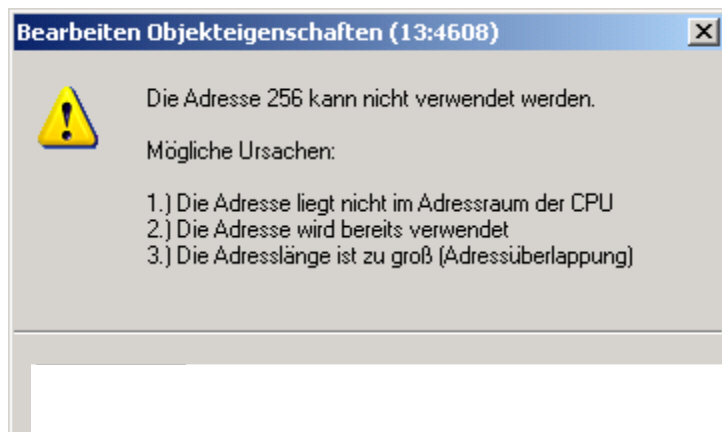 Bearbeiten Objekteigenschaften (13:4608)
Die Adresse 256 kann nicht verwendet werden.
Mögliche Ursachen:
1.) Die Adresse liegt nicht im Adressraum der CPU
2.) Die Adresse wird bereits verwendet
3.) Die Adresslänge ist zu groß (Adressüberlappung)